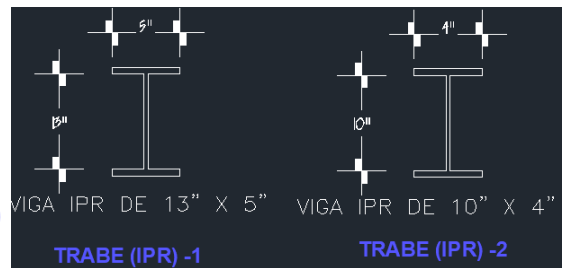 5"
13"
VIGA IPR DE 13" X 5"
TRABE (IPR) -1
4"
10"
VIGA IPR DE 10" X 4"
TRABE (IPR) -2